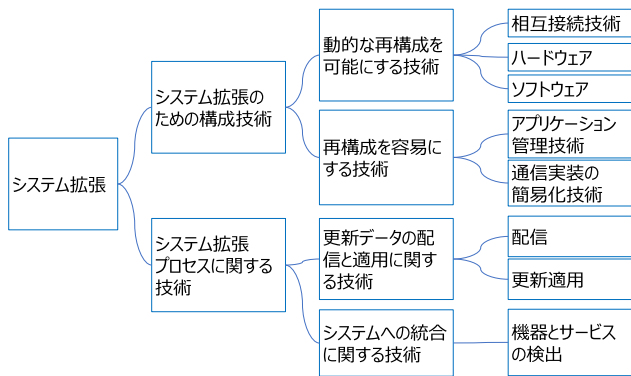 システム拡張
システム拡張の
ための構成技術
動的な再構成を
可能にする技術
相互接続技術
ハードウェア
ソフトウェア
再構成を容易に
する技術
アプリケーション
管理技術
通信実装の
簡易化技術
システム拡張
プロセスに関する
技術
更新データの配
信と適用に関す
る技術
配信
更新適用
システムへの統合
に関する技術
機器とサービス
の検出